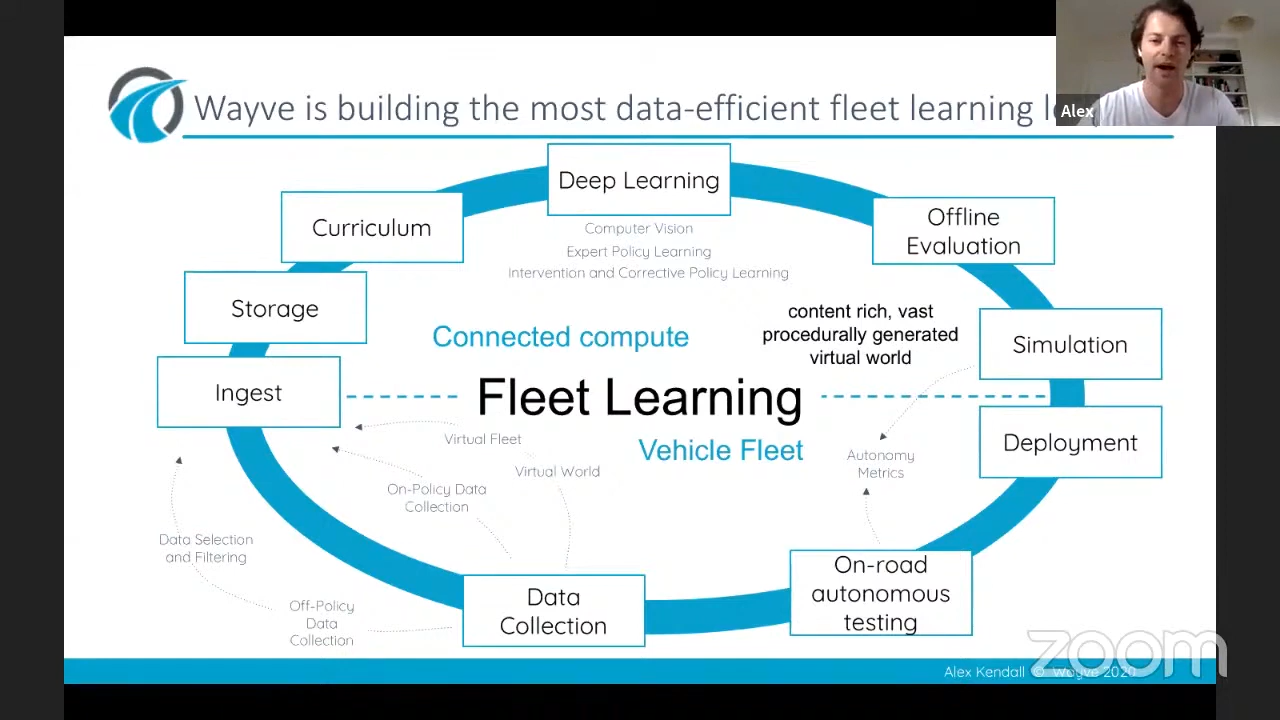 Wayve is building the most data-efficient fleet learning
Alex
Deep Learning
Computer Vision
Expert Policy Learning
Intervention and Corrective Policy Learning
Curriculum
Offline
Evaluation
Storage
Connected compute
content rich, vast
procedurally generated
virtual world
Simulation
Ingest
Fleet Learning
Virtual Fleet
Vehicle Fleet
Deployment
Virtual World
Autonomy
Metrics
On-Policy Data
Collection
Data Selection
and Filtering
Off-Policy
Data
Collection
Data
Collection
On-road
autonomous
testing
zoom
Alex Kendall © Wayve 2020